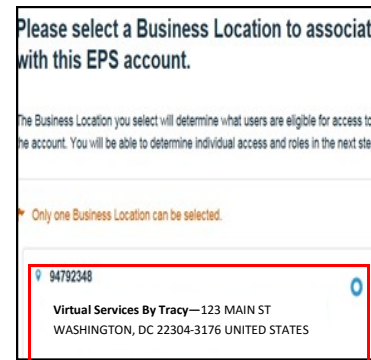 Please select a Business Location to associat
with this EPS account.
The Business Location you select will determine what users are eligible for access to
the account. You will be able to determine individual access and roles in the next ste
Only one Business Location can be selected.
94792348
Virtual Services By Tracy—123 MAIN ST
WASHINGTON, DC 22304-3176 UNITED STATES